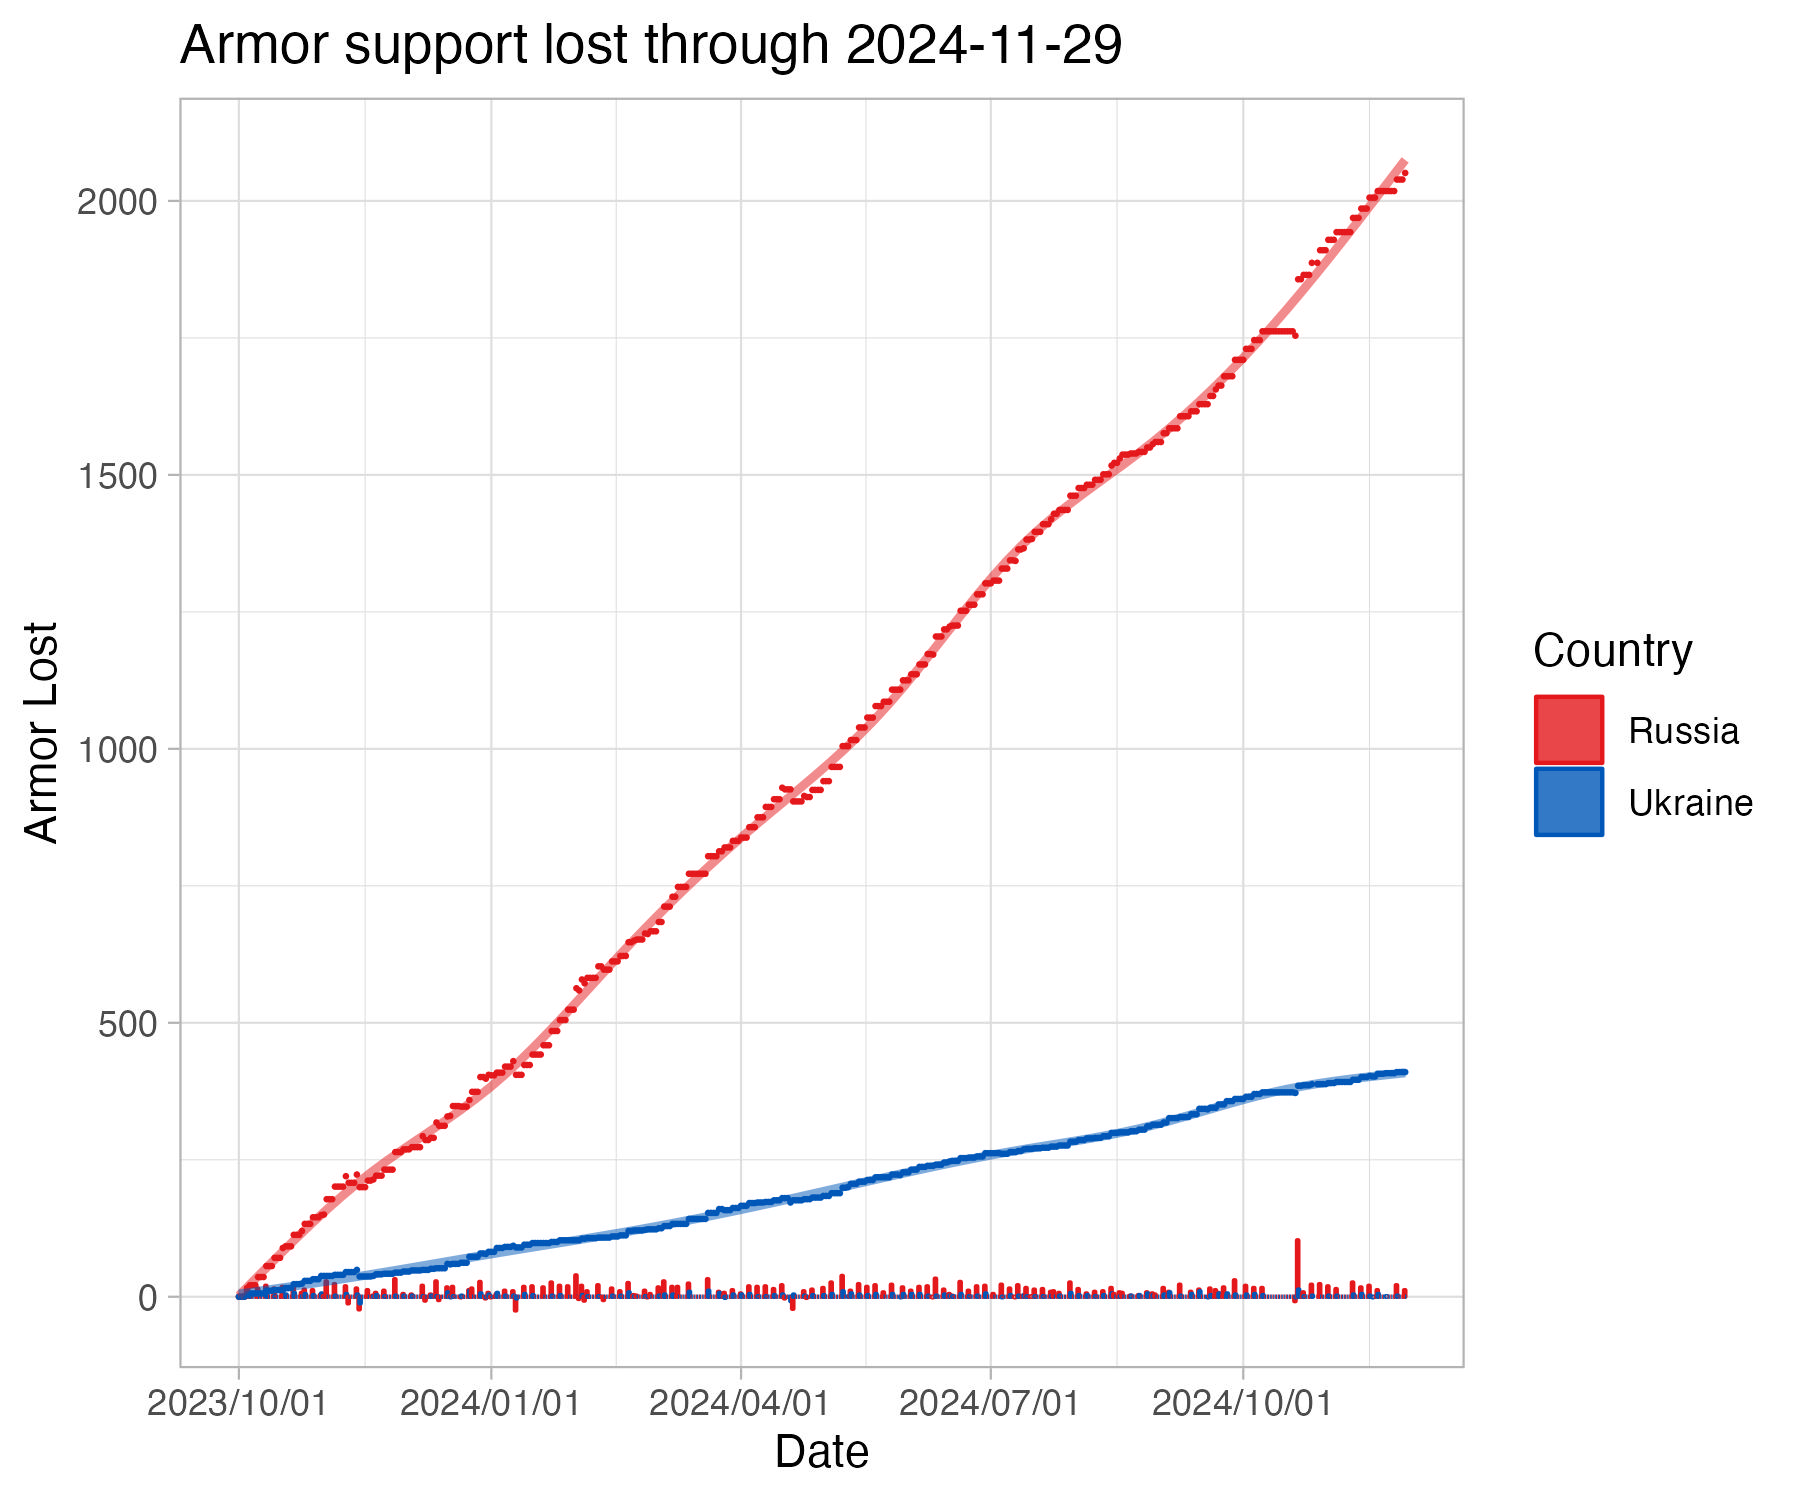 Armor support lost through 2024-11-29
Armor Lost
2000
1500
1000
500
0
2023/10/01 2024/01/01 2024/04/01 2024/07/01 2024/10/01
Date
Country
Russia
Ukraine